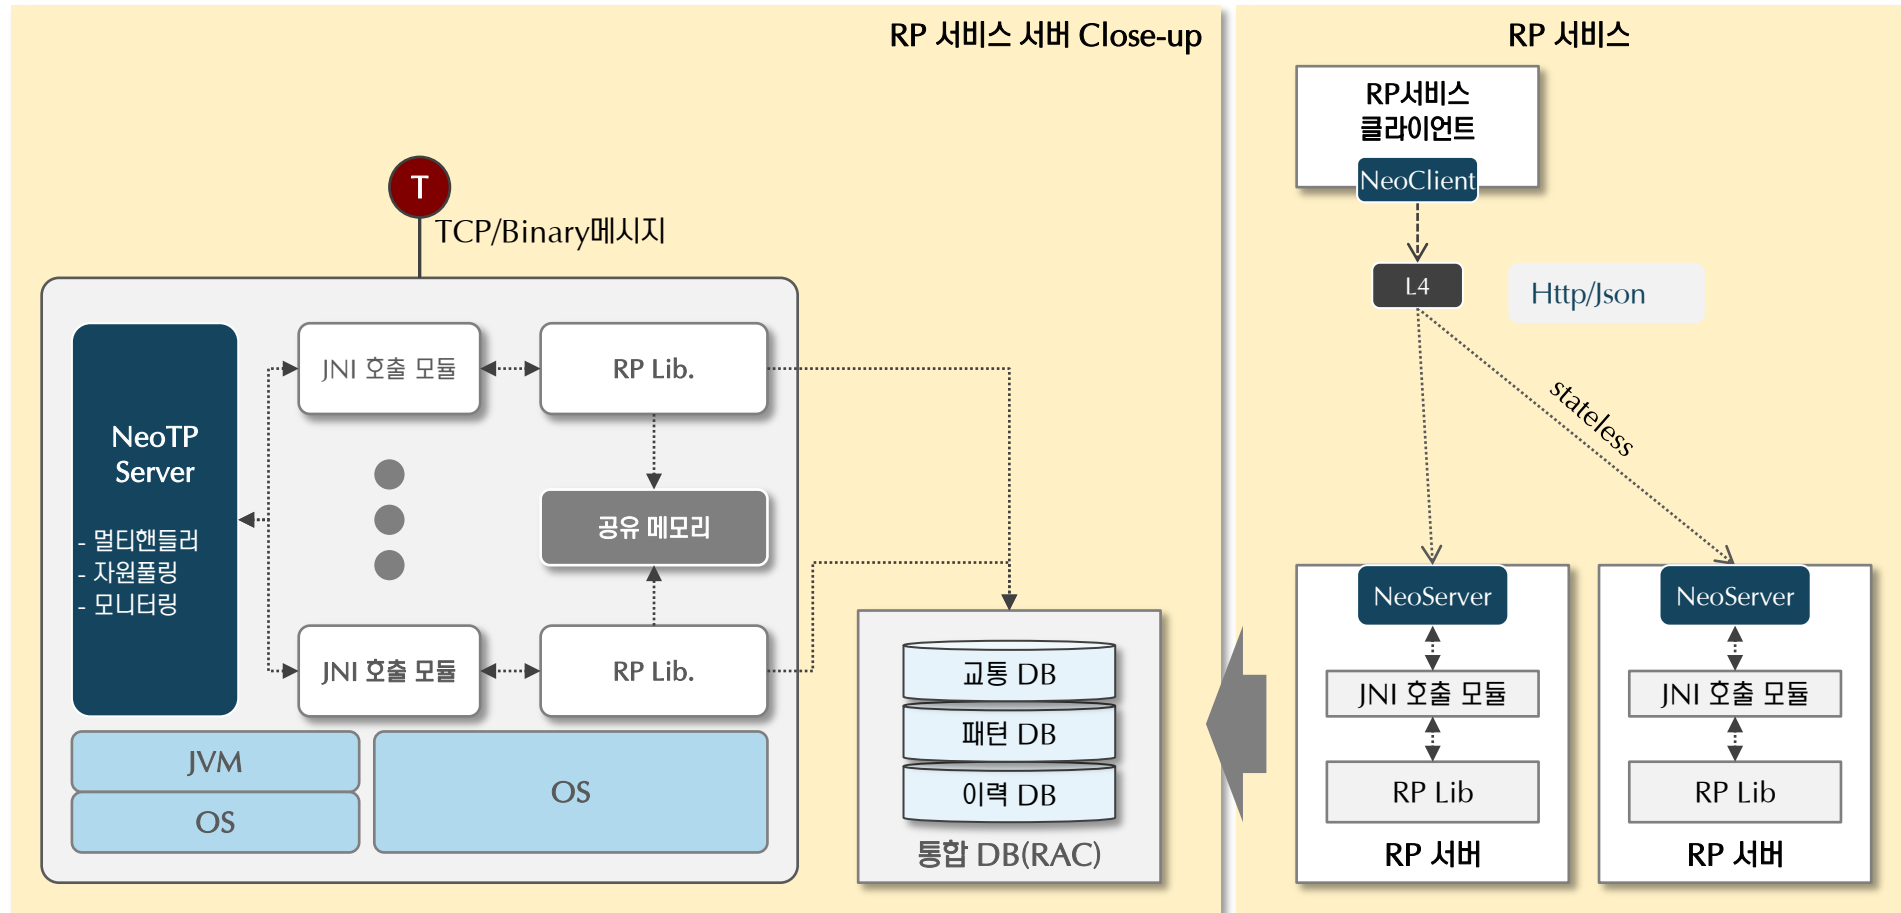 RP 서비스 서버 Close-up
T
TCP/Binary메시지
NeoTP
Server
- 멀티핸들러
- 자원풀링
- 모니터링
JNI 호출 모듈
RP Lib.
공유 메모리
JNI 호출 모듈
RP Lib.
JVM
OS
OS
교통 DB
패턴 DB
이력 DB
통합 DB(RAC)
RP 서비스
RP서비스
클라이언트
NeoClient
L4
Http/Json
stateless
NeoServer
JNI 호출 모듈
RP Lib
RP 서버
NeoServer
JNI 호출 모듈
RP Lib
RP 서버